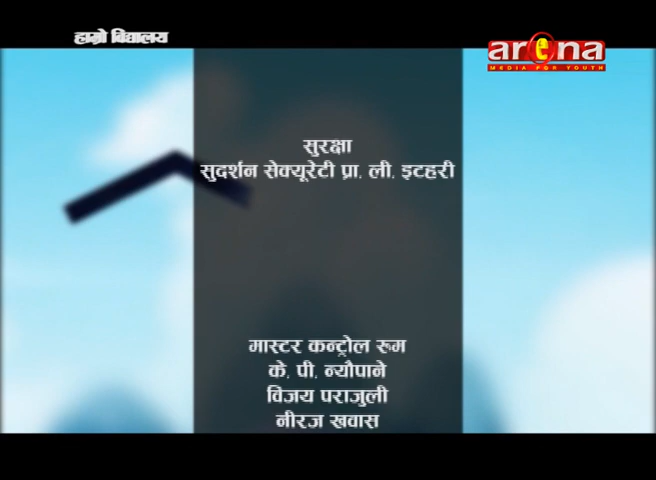 हाम्रो विद्यालय
arena
MEDIA FOR YOUTH
सुरक्षा
सुदर्शन सेक्यूरेटी प्रा. ली. इटहरी
मास्टर कन्ट्रोल रूम
के. पी. न्यौपाने
विजय पराजुली
नीरज खवास